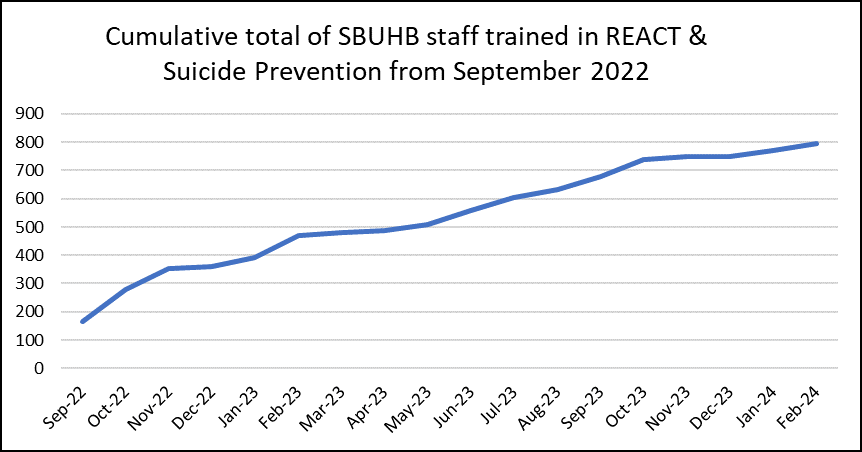 Cumulative total of SBUHB staff trained in REACT &
Suicide Prevention from September 2022
900
800
700
600
500
400
300
200
100
0
Sep-22
Oct-22
Nov-22
Dec-22
Jan-23
Feb-23
Mar-23
Apr-23
May-23
Jun-23
Jul-23
Aug-23
Sep-23
Oct-23
Nov-23
Dec-23
Jan-24
Feb-24